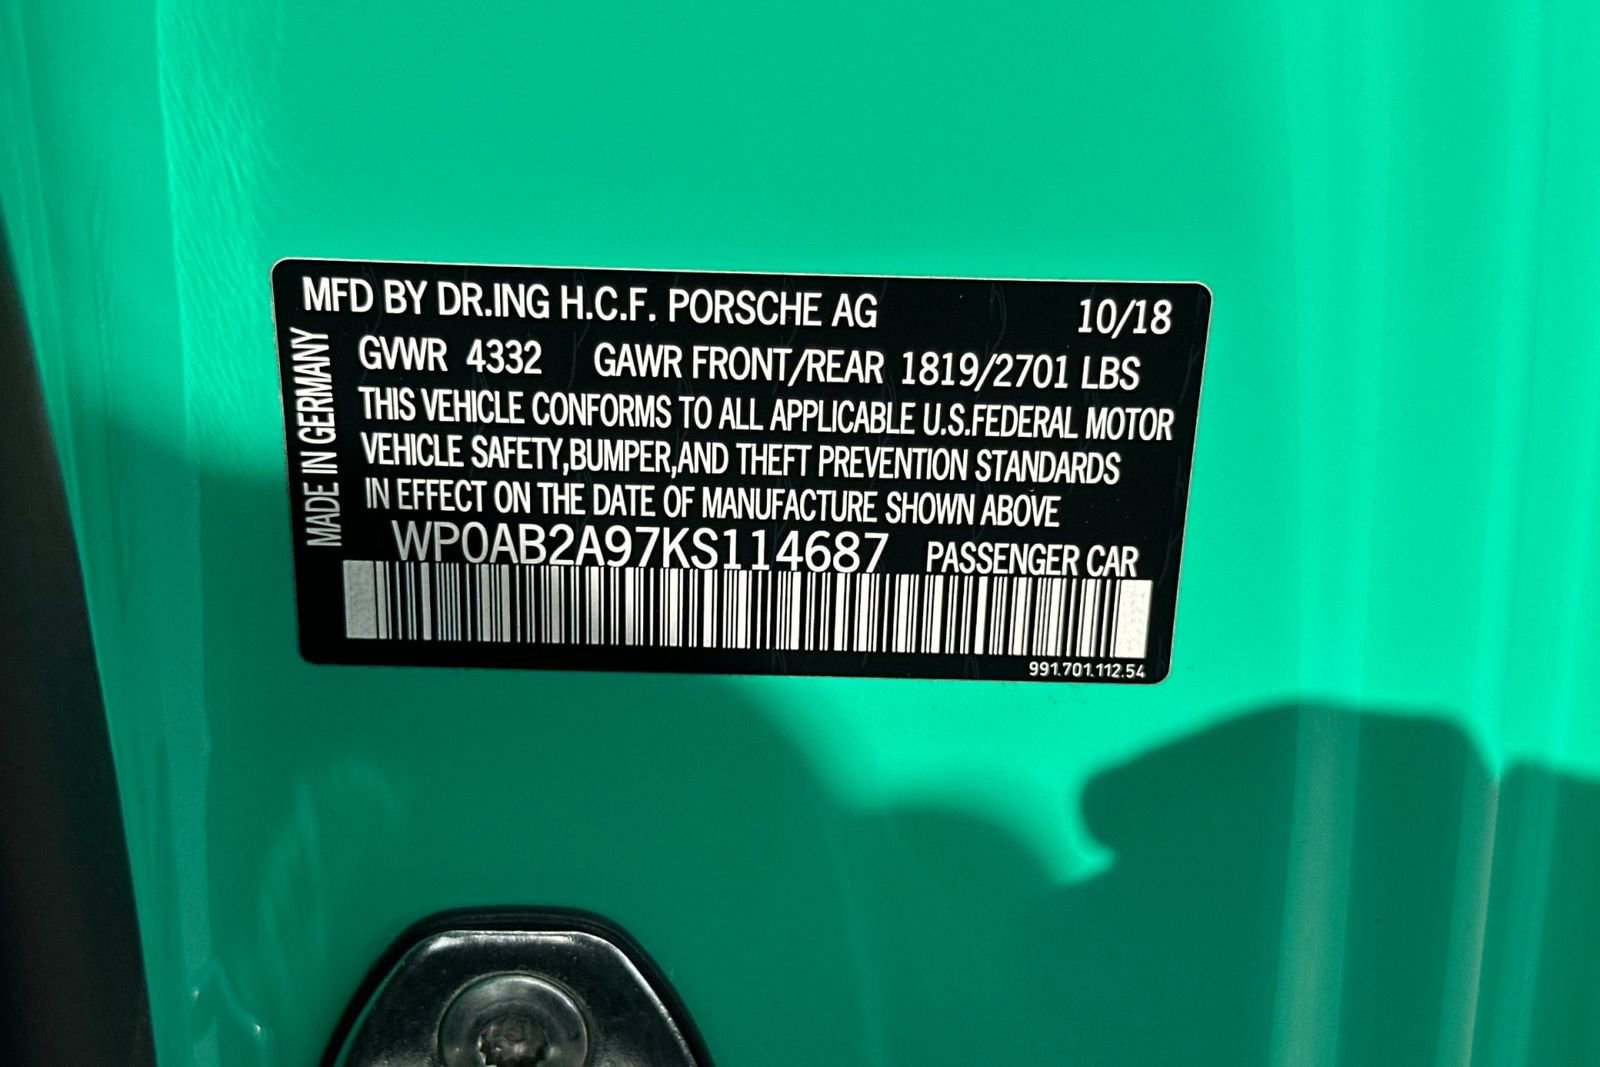 MFD BY DR.ING H.C.F. PORSCHE AG 10/18
GVWR 4332 GAWR FRONT/REAR 1819/2701 LBS
THIS VEHICLE CONFORMS TO ALL APPLICABLE U.S.FEDERAL MOTOR
VEHICLE SAFETY,BUMPER,AND THEFT PREVENTION STANDARDS
IN EFFECT ON THE DATE OF MANUFACTURE SHOWN ABOVE
WP0AB2A97KS114687 PASSENGER CAR
991.701.112.54
MADE IN GERMANY